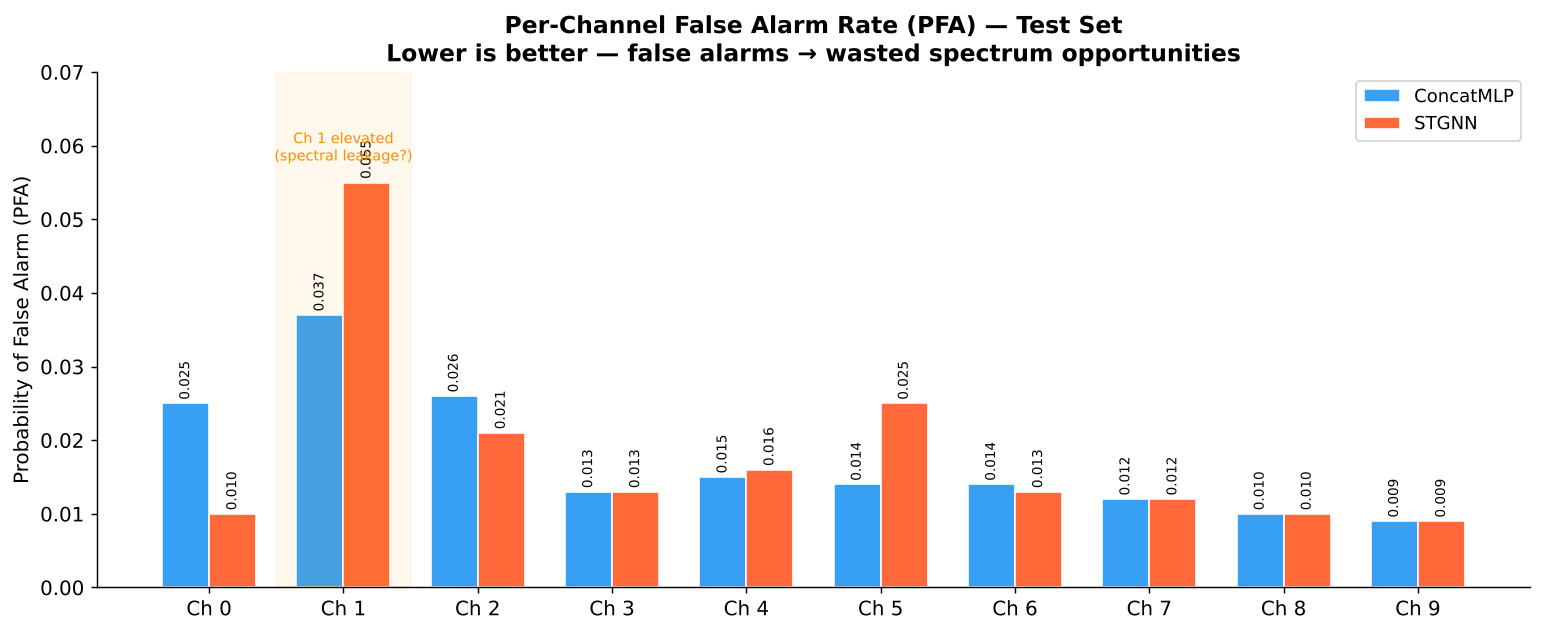 Per-Channel False Alarm Rate (PFA) — Test Set
Lower is better — false alarms → wasted spectrum opportunities
Probability of False Alarm (PFA)
0.07
0.06
0.05
0.04
0.03
0.02
0.01
0.00
ConcatMLP
STGNN
Ch 1 elevated
(spectral leakage?)
0.025
0.010
0.037
0.055
0.026
0.021
0.013
0.013
0.015
0.016
0.014
0.025
0.014
0.013
0.012
0.012
0.010
0.010
0.009
0.009
Ch 0
Ch 1
Ch 2
Ch 3
Ch 4
Ch 5
Ch 6
Ch 7
Ch 8
Ch 9